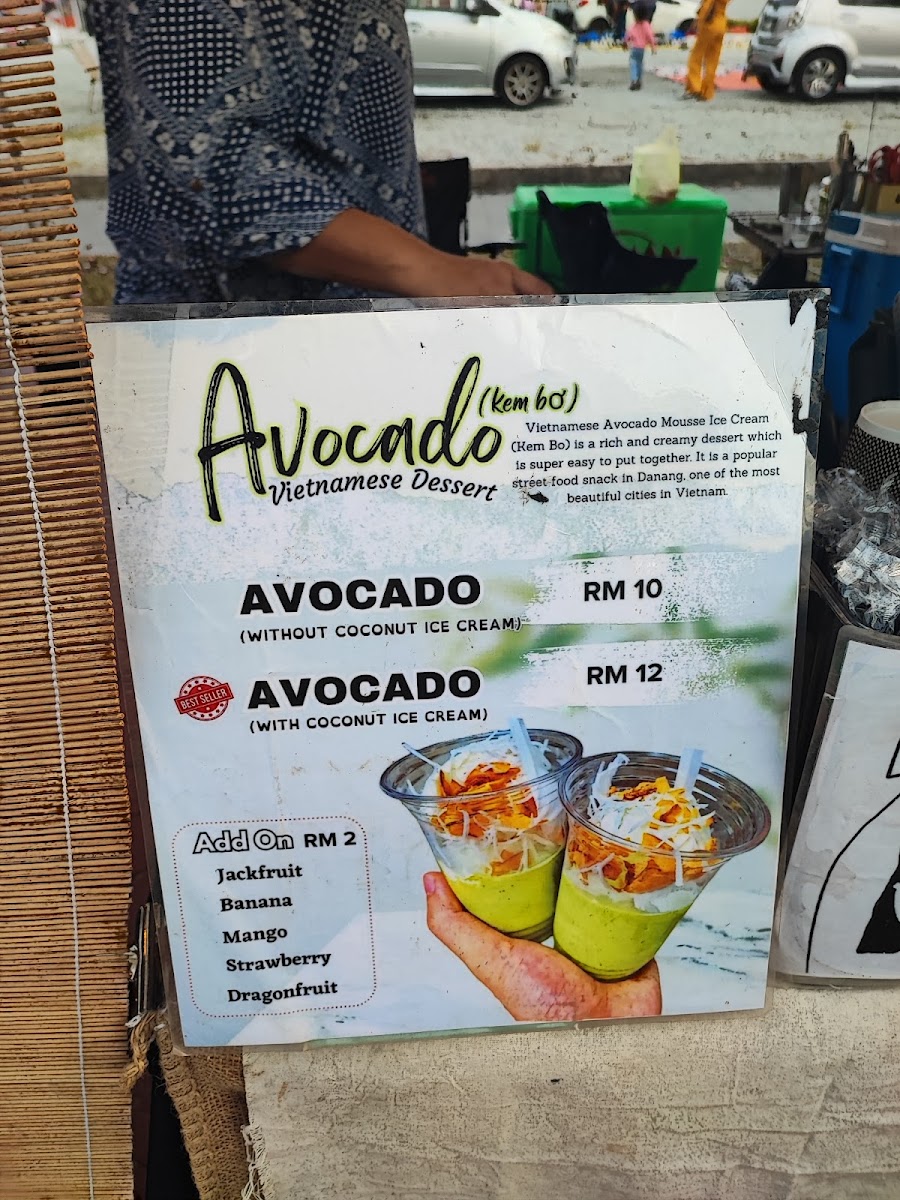 Avocado (Kem bơ)
Vietnamese Dessert
Vietnamese Avocado Mousse Ice Cream
(Kem Bo) is a rich and creamy dessert which
is super easy to put together. It is a popular
street food snack in Danang, one of the most
beautiful cities in Vietnam.
AVOCADO RM 10
(WITHOUT COCONUT ICE CREAM)
BEST SELLER
AVOCADO RM 12
(WITH COCONUT ICE CREAM)
Add On RM 2
Jackfruit
Banana
Mango
Strawberry
Dragonfruit